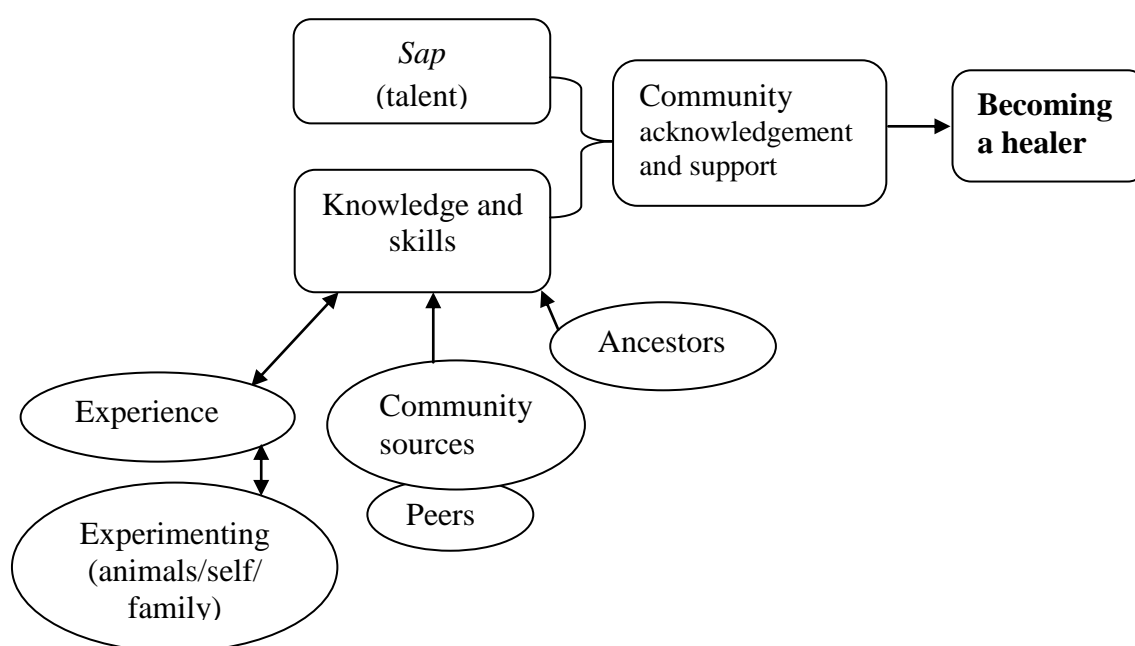 Sap
(talent)
Community
acknowledgement
and support
Becoming
a healer
Knowledge and
skills
Ancestors
Experience
Community
sources
Peers
Experimenting
(animals/self/
family)